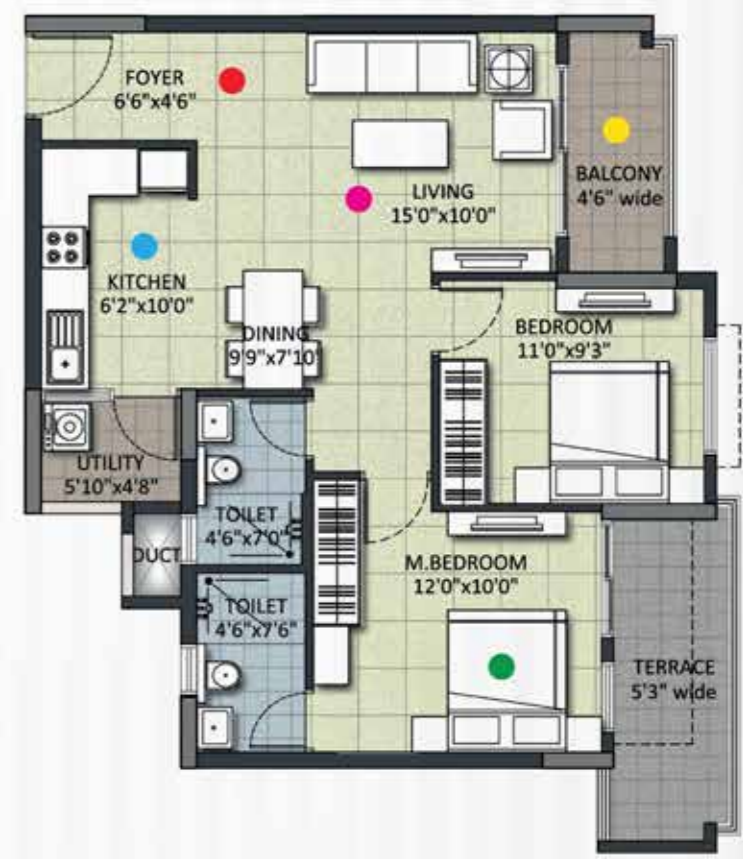 FOYER
6'6"x4'6"
LIVING
15'0"x10'0"
BALCONY
4'6" wide
KITCHEN
6'2"x10'0"
DINING
9'9"x7'10'
BEDROOM
11'0"x9'3"
UTILITY
5'10"x4'8"
TOILET
4'6"x7'0"
DUCT
M.BEDROOM
12'0"x10'0"
TOILET
4'6"x7'6"
TERRACE
5'3" wide